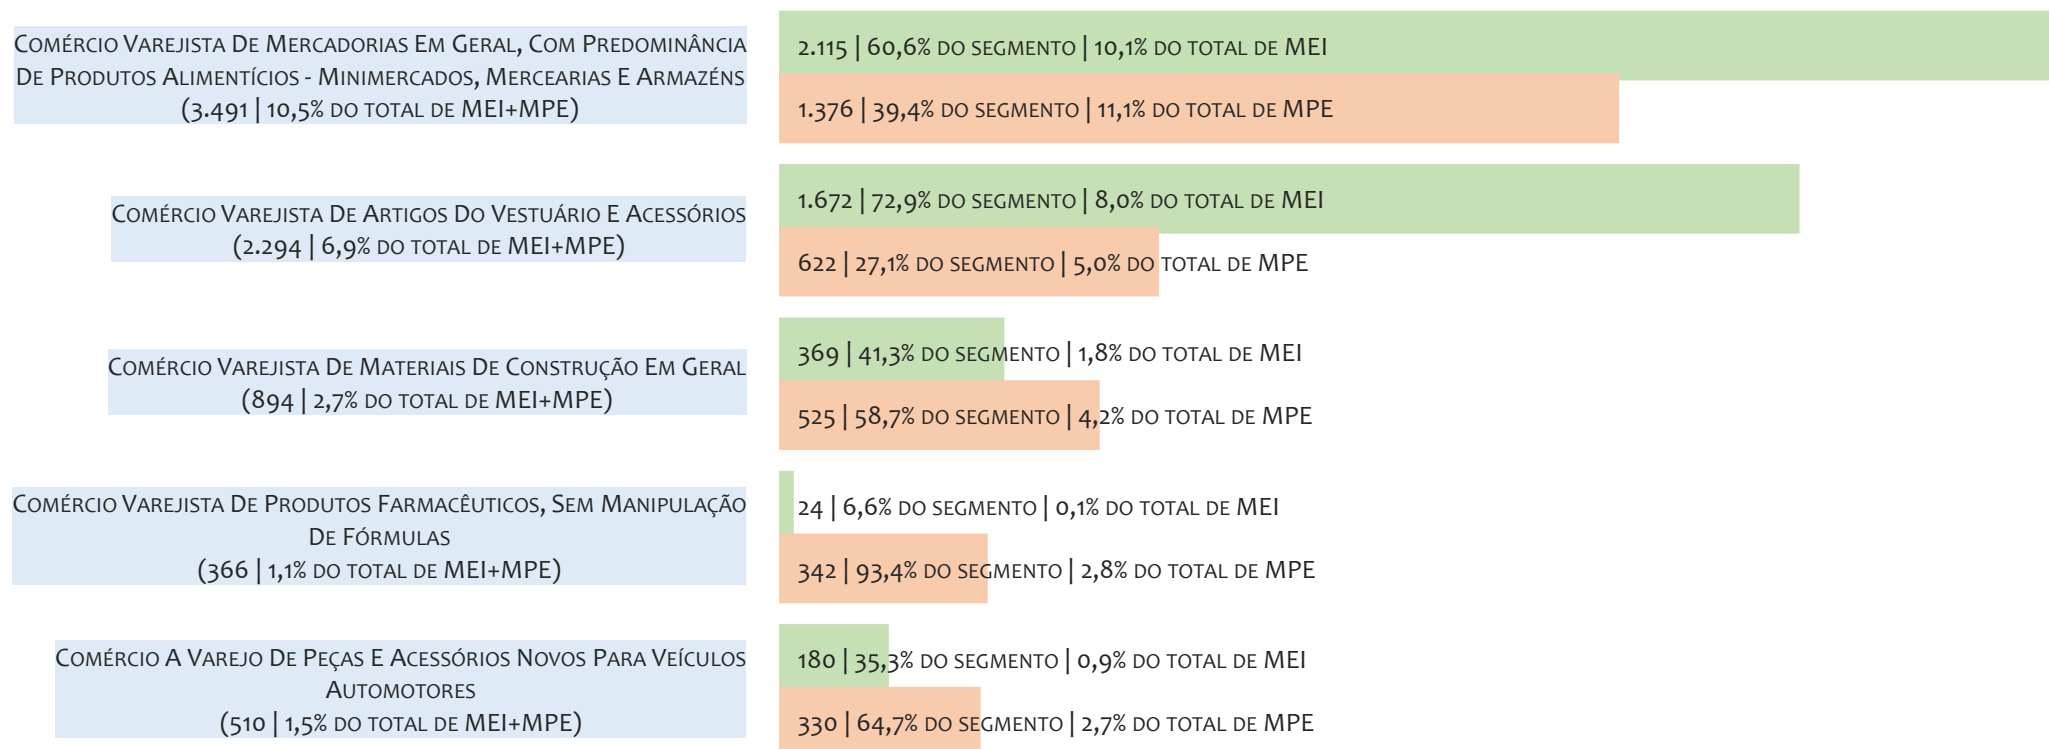 Comércio Varejista De Mercadorias Em Geral, Com Predominância
De Produtos Alimentícios - Minimercados, Mercearias E Armazéns
(3.491 | 10,5% do total de MEI+MPE)
2.115 | 60,6% do segmento | 10,1% do total de MEI
1.376 | 39,4% do segmento | 11,1% do total de MPE
Comércio Varejista De Artigos Do Vestuário E Acessórios
(2.294 | 6,9% do total de MEI+MPE)
1.672 | 72,9% do segmento | 8,0% do total de MEI
622 | 27,1% do segmento | 5,0% do total de MPE
Comércio Varejista De Materiais De Construção Em Geral
(894 | 2,7% do total de MEI+MPE)
369 | 41,3% do segmento | 1,8% do total de MEI
525 | 58,7% do segmento | 4,2% do total de MPE
Comércio Varejista De Produtos Farmacêuticos, Sem Manipulação
De Fórmulas
(366 | 1,1% do total de MEI+MPE)
24 | 6,6% do segmento | 0,1% do total de MEI
342 | 93,4% do segmento | 2,8% do total de MPE
Comércio A Varejo De Peças E Acessórios Novos Para Veículos
Automotores
(510 | 1,5% do total de MEI+MPE)
180 | 35,3% do segmento | 0,9% do total de MEI
330 | 64,7% do segmento | 2,7% do total de MPE